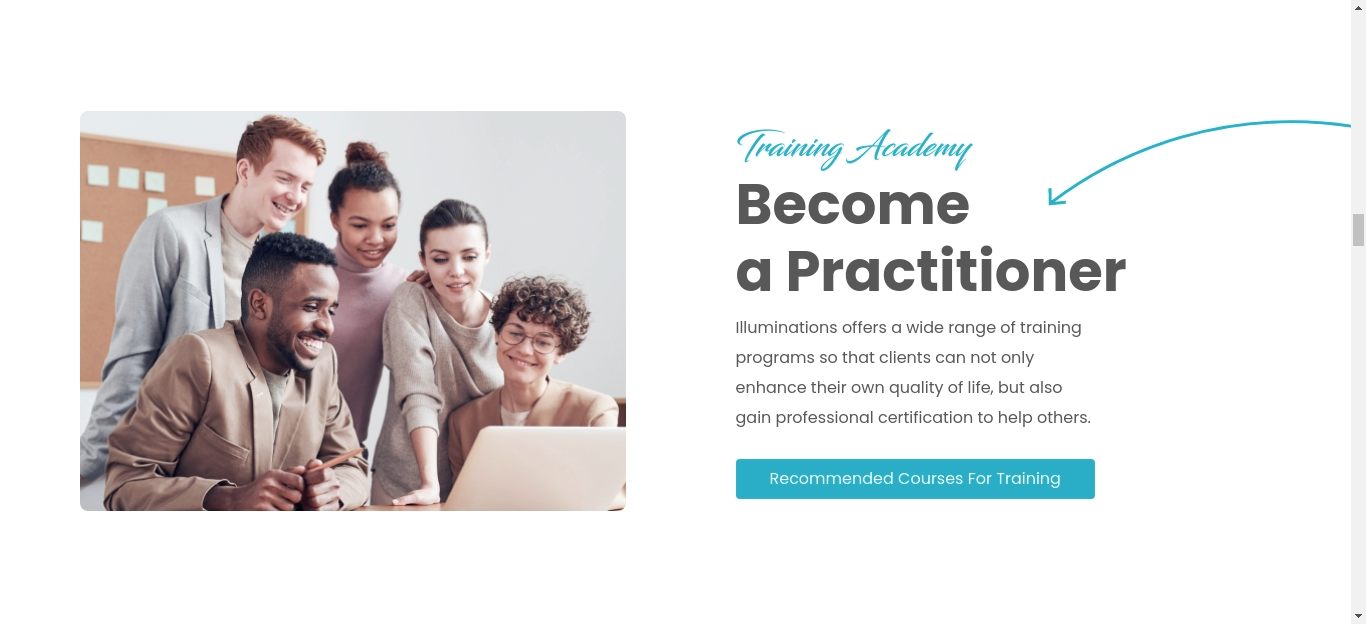 Training Academy
Become
a Practitioner
Illuminations offers a wide range of training
programs so that clients can not only
enhance their own quality of life, but also
gain professional certification to help others.
Recommended Courses For Training